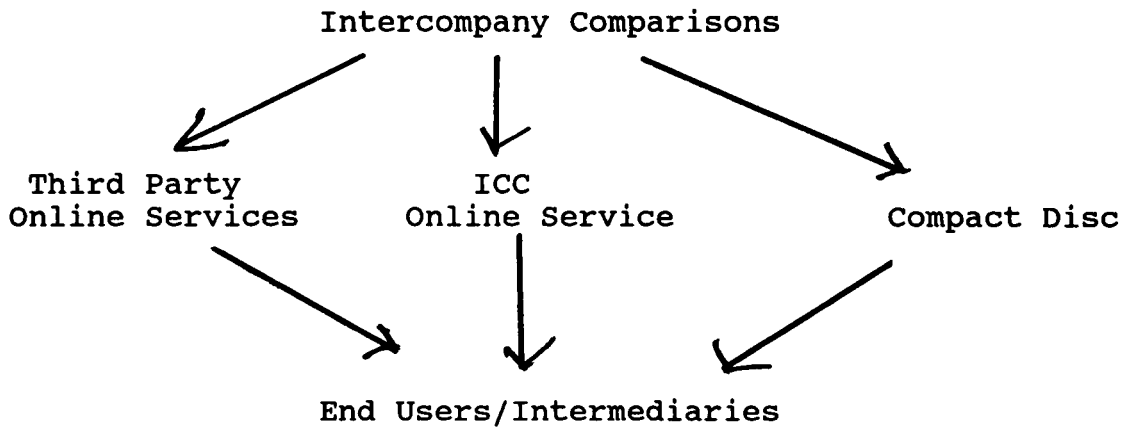 Intercompany Comparisons
Third Party
Online Services
ICC
Online Service
Compact Disc
End Users/Intermediaries